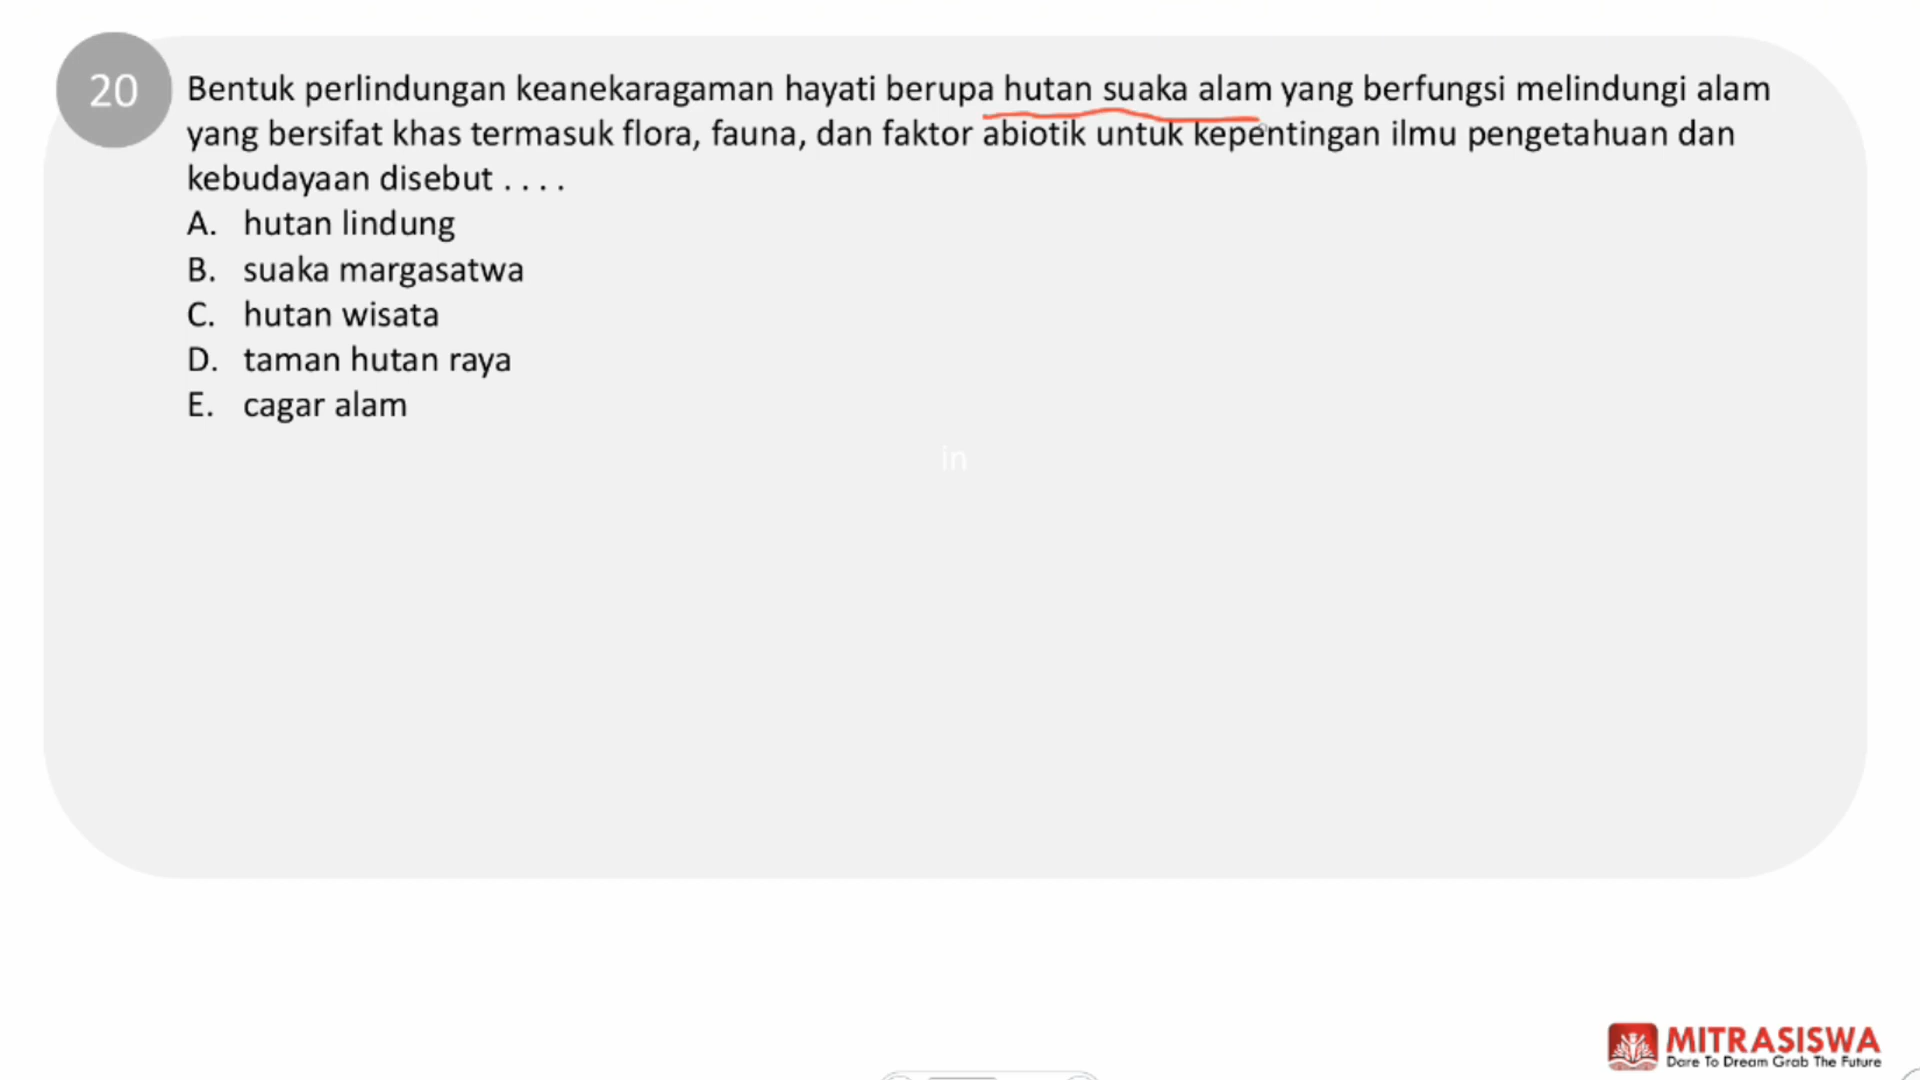 20
Bentuk perlindungan keanekaragaman hayati berupa hutan suaka alam yang berfungsi melindungi alam
yang bersifat khas termasuk flora, fauna, dan faktor abiotik untuk kepentingan ilmu pengetahuan dan
kebudayaan disebut . . . .
A. hutan lindung
B. suaka margasatwa
C. hutan wisata
D. taman hutan raya
E. cagar alam
in
MITRASISWA
Dare To Dream Grab The Future